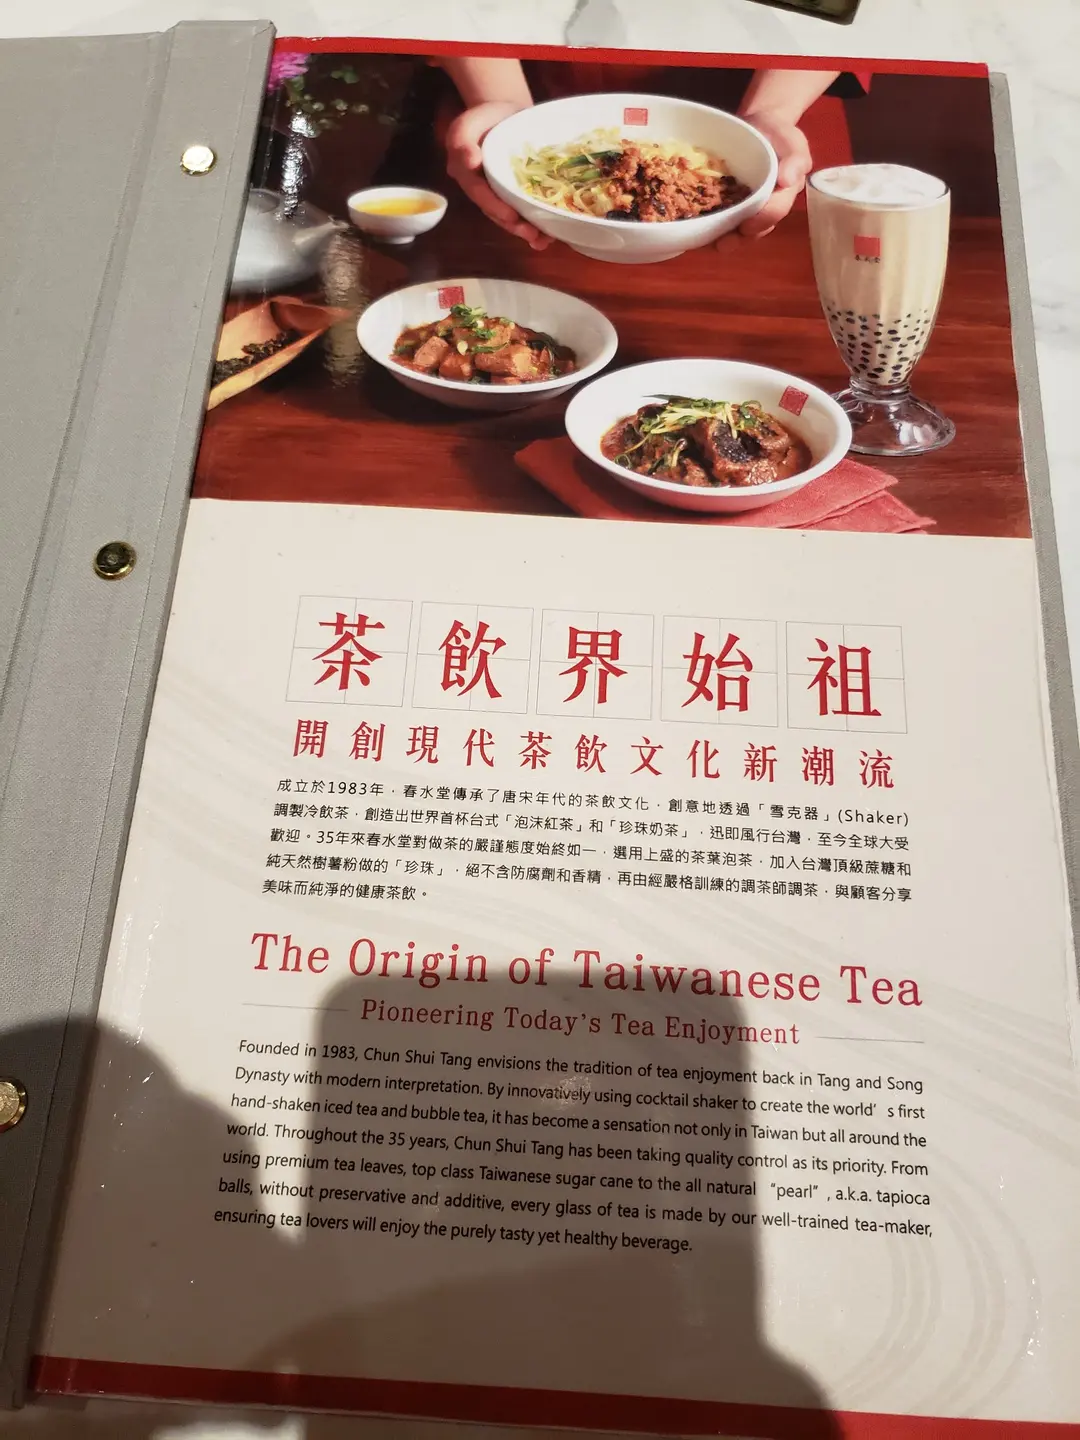 茶飲界始祖
開創現代茶飲文化新潮流
成立於1983年，春水堂傳承了唐宋年代的茶飲文化，創意地透過「雪克器」(Shaker)
調製冷飲茶，創造出世界首杯台式「泡沫紅茶」和「珍珠奶茶」，迅即風行台灣，至今全球大受
歡迎。35年來春水堂對做茶的嚴謹態度始終如一，選用上盛的茶葉泡茶，加入台灣頂級蔗糖和
純天然樹薯粉做的「珍珠」，絕不含防腐劑和香精，再由經嚴格訓練的調茶師調茶，與顧客分享
美味而純淨的健康茶飲。
The Origin of Taiwanese Tea
Pioneering Today's Tea Enjoyment
Founded in 1983, Chun Shui Tang envisions the tradition of tea enjoyment back in Tang and Song
Dynasty with modern interpretation. By innovatively using cocktail shaker to create the world's first
hand-shaken iced tea and bubble tea, it has become a sensation not only in Taiwan but all around the
world. Throughout the 35 years, Chun Shui Tang has been taking quality control as its priority. From
using premium tea leaves, top class Taiwanese sugar cane to the all natural "pearl", a.k.a. tapioca
balls, without preservative and additive, every glass of tea is made by our well-trained tea-maker,
ensuring tea lovers will enjoy the purely tasty yet healthy beverage.